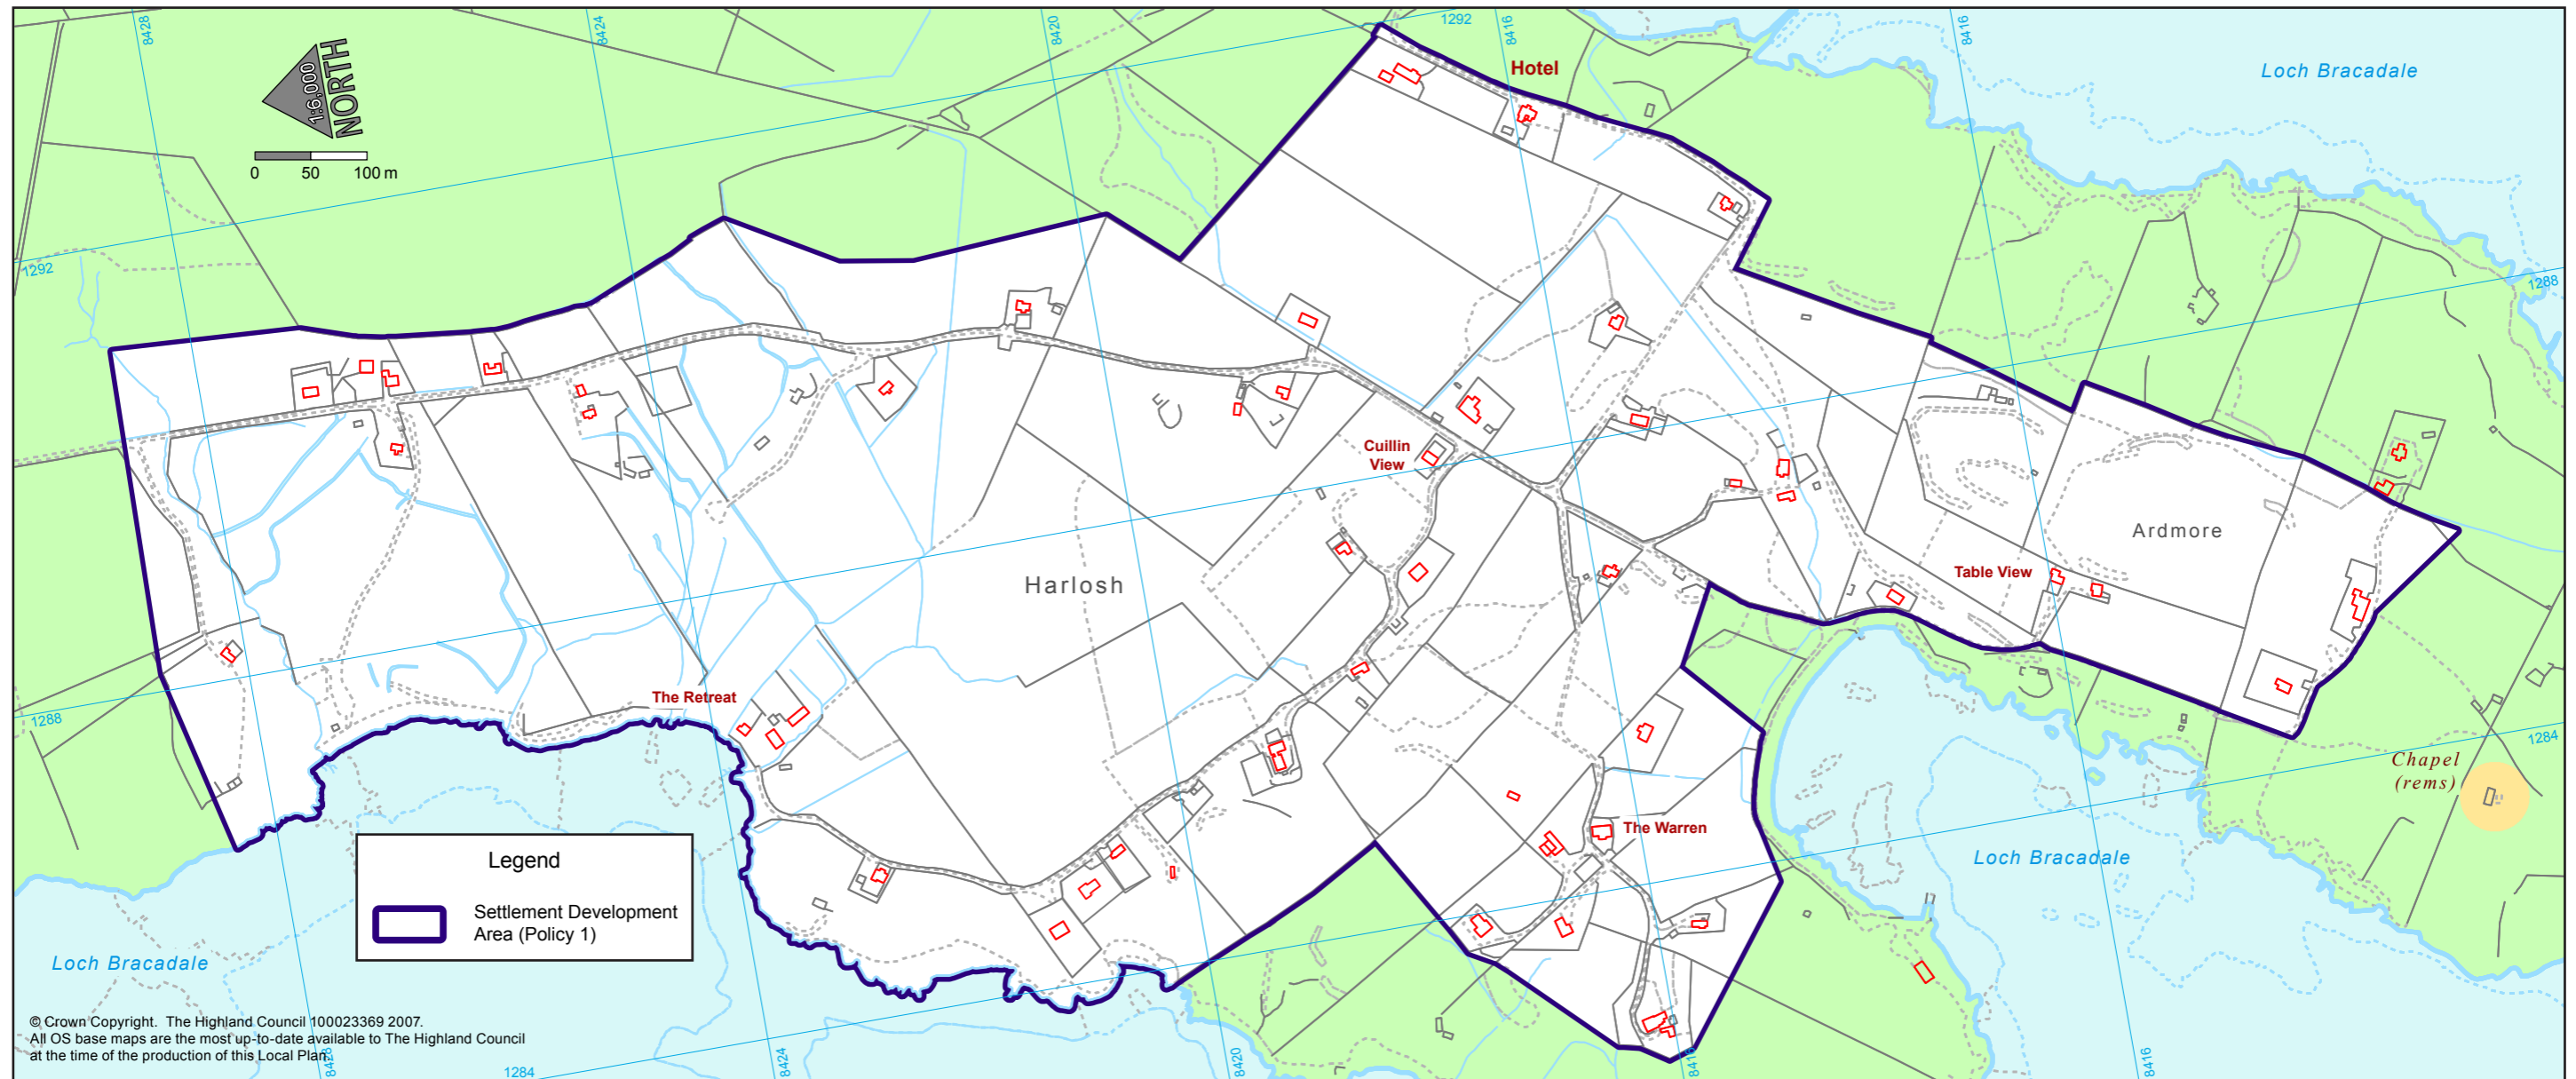 8428
8424
8420
1292
8416
8416
Hotel
Loch Bracadale
1:6,000
NORTH
0 50 100 m
1292
1288
Cuillin
View
Ardmore
Harlosh
Table View
The Retreat
1288
1284
Chapel
(rems)
The Warren
Loch Bracadale
Legend
Settlement Development
Area (Policy 1)
Loch Bracadale
© Crown Copyright. The Highland Council 100023369 2007.
All OS base maps are the most up-to-date available to The Highland Council
at the time of the production of this Local Plan.
8428
1284
8424
8420
8416
8416